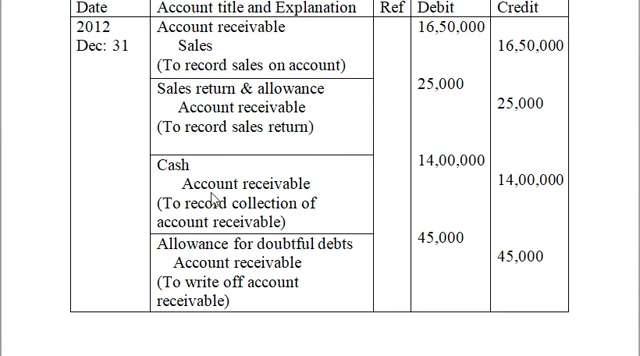 Date Account title and Explanation Ref Debit Credit
2012 Account receivable 16,50,000
Dec: 31 Sales 16,50,000
(To record sales on account)
Sales return & allowance 25,000
Account receivable 25,000
(To record sales return)
Cash 14,00,000
Account receivable 14,00,000
(To record collection of
account receivable)
Allowance for doubtful debts 45,000
Account receivable 45,000
(To write off account
receivable)